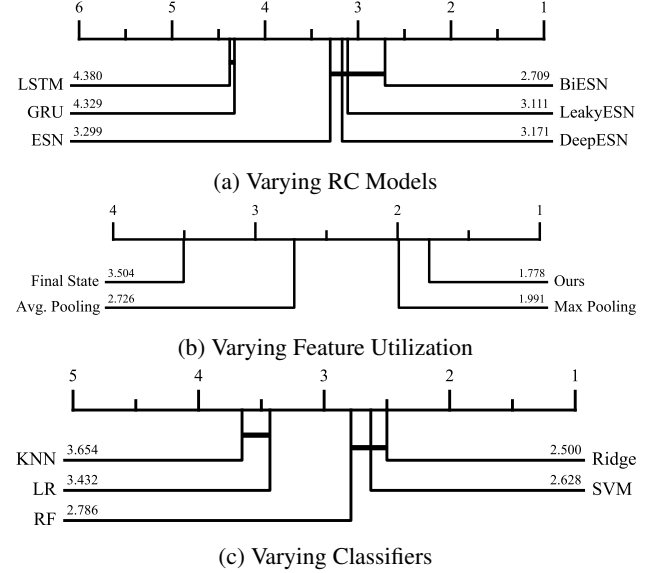 6 5 4 3 2 1
LSTM 4.380 2.709 BiESN
GRU 4.329 3.111 LeakyESN
ESN 3.299 3.171 DeepESN
(a) Varying RC Models
4 3 2 1
Final State 3.504 1.778 Ours
Avg. Pooling 2.726 1.991 Max Pooling
(b) Varying Feature Utilization
5 4 3 2 1
KNN 3.654 2.500 Ridge
LR 3.432 2.628 SVM
RF 2.786
(c) Varying Classifiers